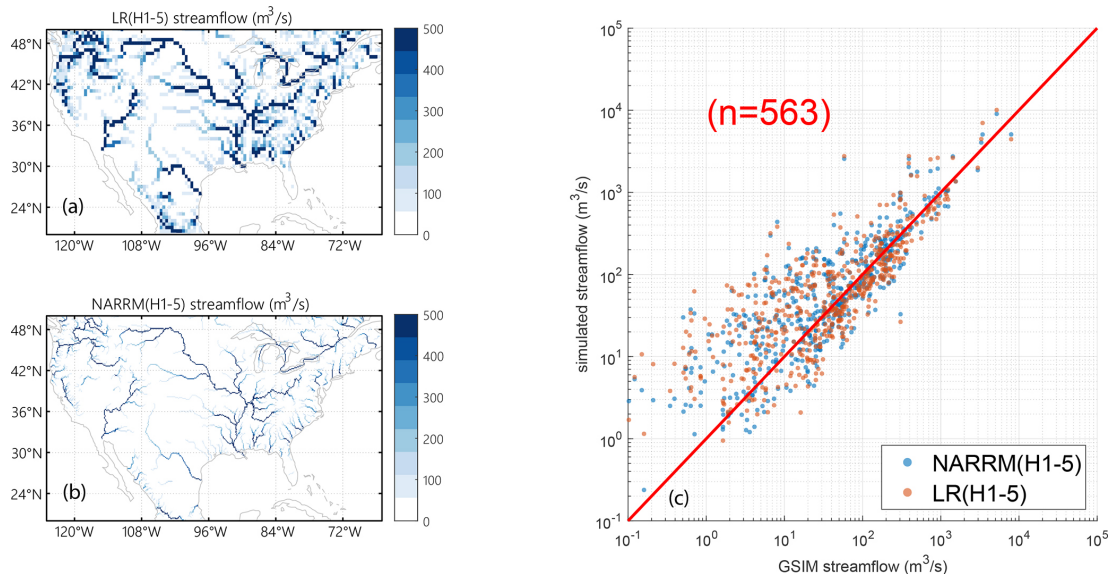 LR(H1-5) streamflow (m³/s)
48°N
42°N
36°N
30°N
24°N
(a)
120°W 108°W 96°W 84°W 72°W
500
400
300
200
100
0
NARRM(H1-5) streamflow (m³/s)
48°N
42°N
36°N
30°N
24°N
(b)
120°W 108°W 96°W 84°W 72°W
500
400
300
200
100
0
simulated streamflow (m³/s)
10⁵
10⁴
10³
10²
10¹
10⁰
10⁻¹
(n=563)
NARRM(H1-5)
LR(H1-5)
(c)
10⁻¹ 10⁰ 10¹ 10² 10³ 10⁴ 10⁵
GSIM streamflow (m³/s)